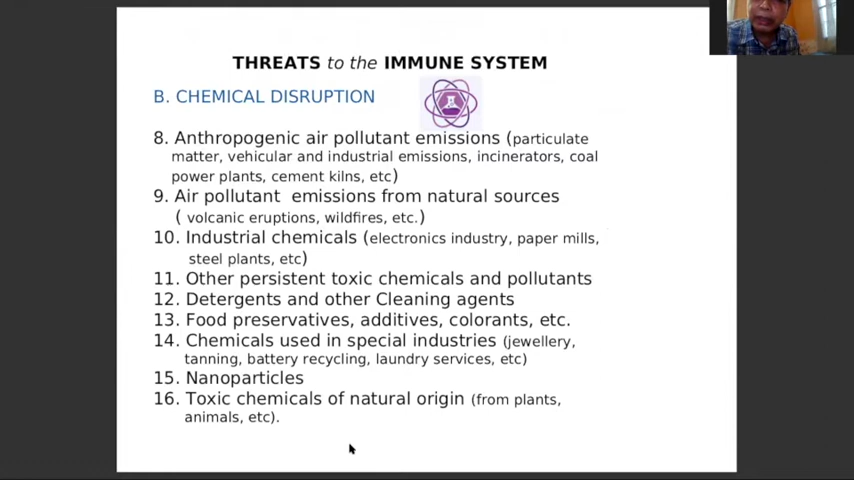 THREATS to the IMMUNE SYSTEM
B. CHEMICAL DISRUPTION
8. Anthropogenic air pollutant emissions (particulate
matter, vehicular and industrial emissions, incinerators, coal
power plants, cement kilns, etc)
9. Air pollutant emissions from natural sources
( volcanic eruptions, wildfires, etc.)
10. Industrial chemicals (electronics industry, paper mills,
steel plants, etc)
11. Other persistent toxic chemicals and pollutants
12. Detergents and other Cleaning agents
13. Food preservatives, additives, colorants, etc.
14. Chemicals used in special industries (jewellery,
tanning, battery recycling, laundry services, etc)
15. Nanoparticles
16. Toxic chemicals of natural origin (from plants,
animals, etc).